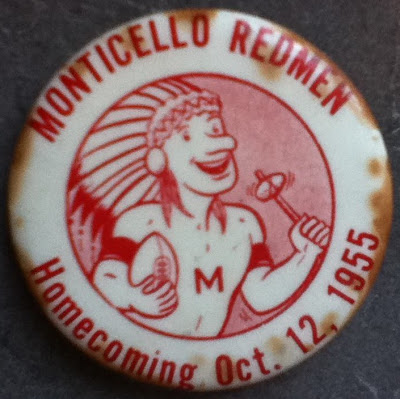 MONTICELLO REDMEN
M
Homecoming Oct. 12, 1955